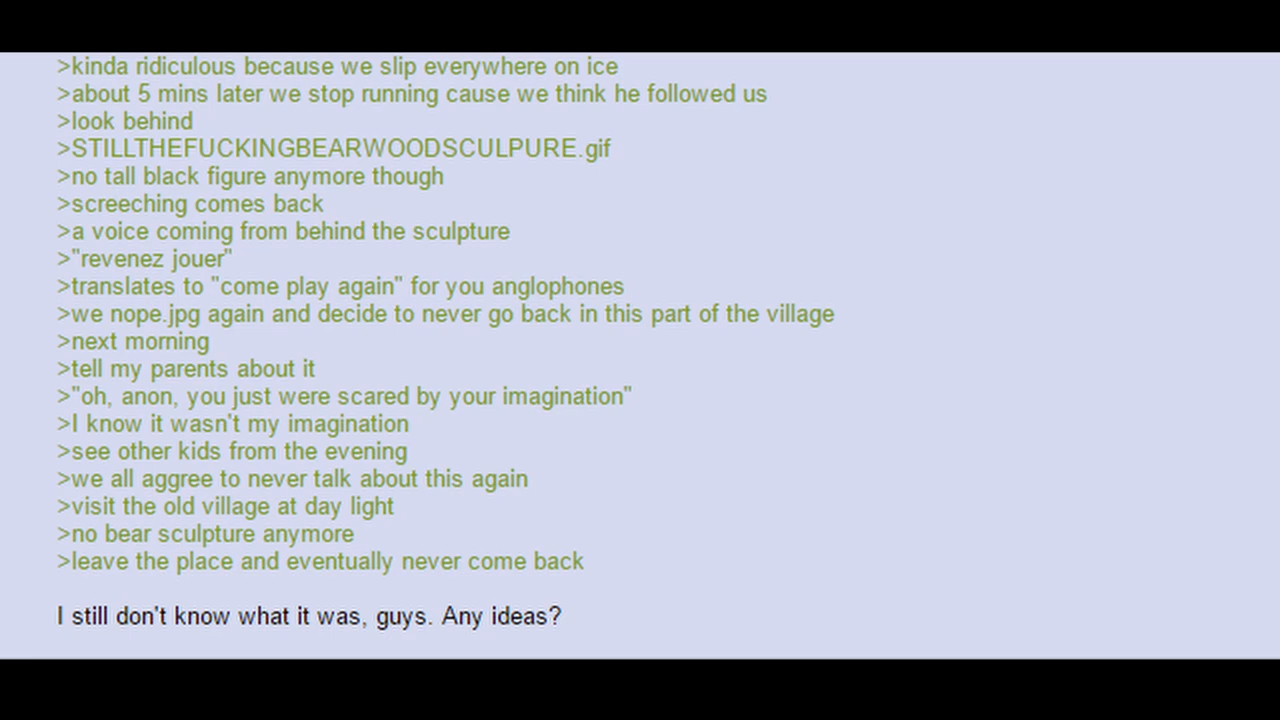 >kinda ridiculous because we slip everywhere on ice
>about 5 mins later we stop running cause we think he followed us
>look behind
>STILLTHEFUCKINGBEARWOODSCULPURE.gif
>no tall black figure anymore though
>screeching comes back
>a voice coming from behind the sculpture
>"revenez jouer"
>translates to "come play again" for you anglophones
>we nope.jpg again and decide to never go back in this part of the village
>next morning
>tell my parents about it
>"oh, anon, you just were scared by your imagination"
>I know it wasn't my imagination
>see other kids from the evening
>we all aggree to never talk about this again
>visit the old village at day light
>no bear sculpture anymore
>leave the place and eventually never come back
I still don't know what it was, guys. Any ideas?